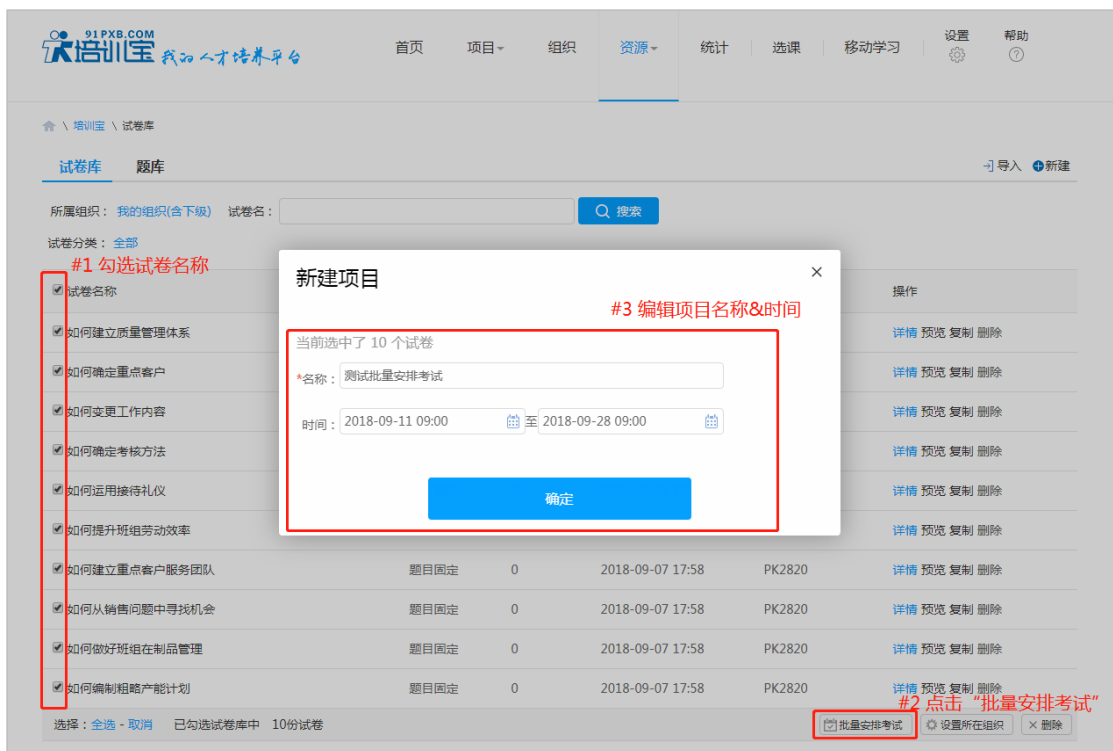 91PXB.COM
培训宝 我的人才培养平台
首页 项目 组织 资源 统计 选课 移动学习 设置 帮助
\ 培训宝 \ 试卷库
试卷库 题库 导入 新建
所属组织： 我的组织(含下级) 试卷名： 搜索
试卷分类： 全部
#1 勾选试卷名称
新建项目 ×
试卷名称 操作
#3 编辑项目名称&时间
如何建立质量管理体系 详情 预览 复制 删除
当前选中了 10 个试卷
如何确定重点客户 详情 预览 复制 删除
*名称： 测试批量安排考试
如何变更工作内容 详情 预览 复制 删除
时间： 2018-09-11 09:00 至 2018-09-28 09:00
如何确定考核方法 详情 预览 复制 删除
如何运用接待礼仪 详情 预览 复制 删除
确定
如何提升班组劳动效率 详情 预览 复制 删除
如何建立重点客户服务团队 题目固定 0 2018-09-07 17:58 PK2820 详情 预览 复制 删除
如何从销售问题中寻找机会 题目固定 0 2018-09-07 17:58 PK2820 详情 预览 复制 删除
如何做好班组在制品管理 题目固定 0 2018-09-07 17:58 PK2820 详情 预览 复制 删除
如何编制粗略产能计划 题目固定 0 2018-09-07 17:58 PK2820 详情 预览 复制 删除
#2 点击“批量安排考试”
选择：全选 - 取消 已勾选试卷库中 10份试卷 批量安排考试 设置所在组织 × 删除